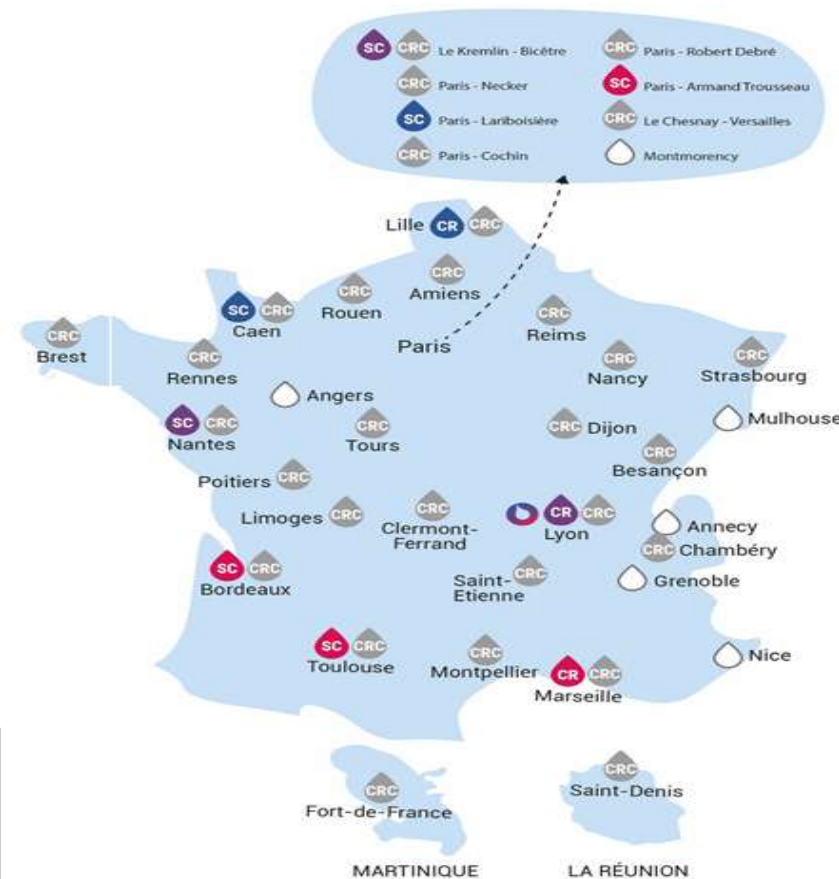 SC CRC Le Kremlin - Bicêtre
CRC Paris - Robert Debré
CRC Paris - Necker
SC Paris - Armand Trousseau
SC Paris - Lariboisière
CRC Le Chesnay - Versailles
CRC Paris - Cochin
Montmorency
Lille CR CRC
CRC
Amiens
CRC
Rouen
SC CRC
Caen
CRC
Reims
CRC
Brest
Paris
CRC
Rennes
CRC
Nancy
CRC
Strasbourg
Angers
Mulhouse
SC CRC
Nantes
CRC
Tours
CRC Dijon
CRC
Besançon
Poitiers CRC
Limoges CRC
CRC
Clermont-
Ferrand
CR CRC
Lyon
Annecy
CRC Chambéry
Grenoble
SC CRC
Bordeaux
Saint- CRC
Etienne
SC CRC
Toulouse
CRC
Montpellier
CR CRC
Marseille
Nice
CRC
Fort-de-France
CRC
Saint-Denis
MARTINIQUE
LA RÉUNION